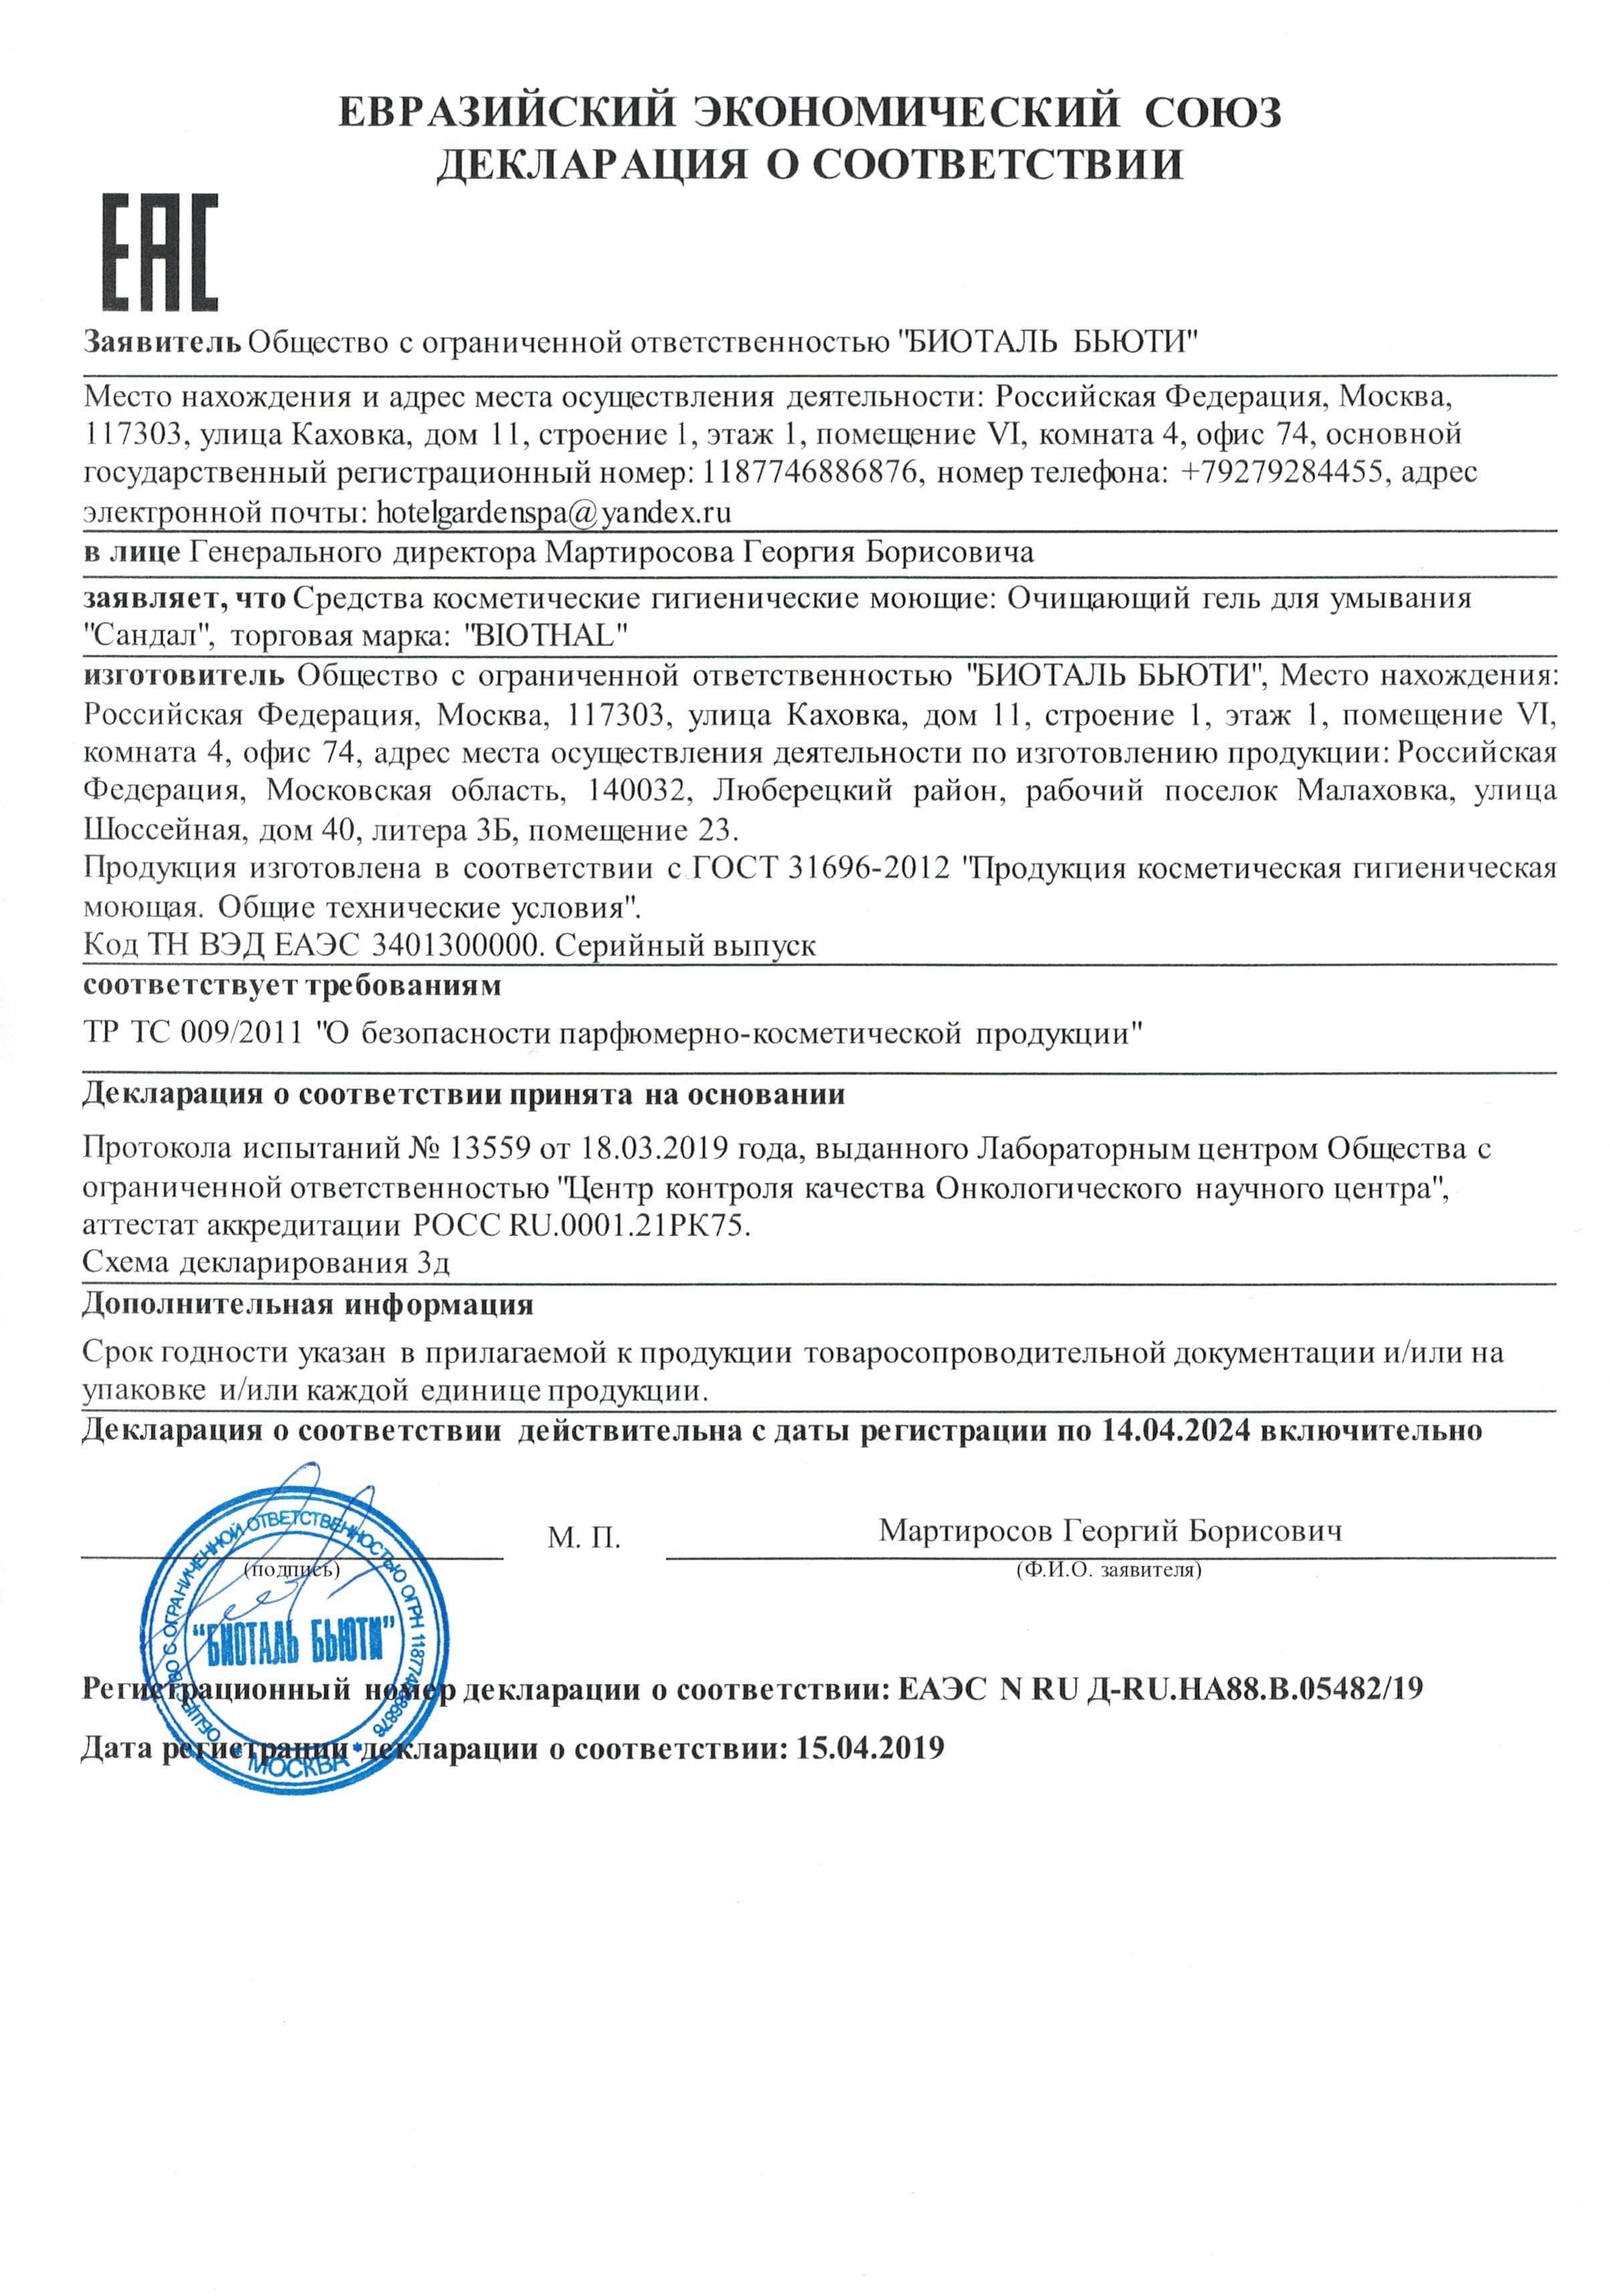 ЕВРАЗИЙСКИЙ ЭКОНОМИЧЕСКИЙ СОЮЗ
ДЕКЛАРАЦИЯ О СООТВЕТСТВИИ
ЕАС
Заявитель Общество с ограниченной ответственностью "БИОТАЛЬ БЬЮТИ"
Место нахождения и адрес места осуществления деятельности: Российская Федерация, Москва,
117303, улица Каховка, дом 11, строение 1, этаж 1, помещение VI, комната 4, офис 74, основной
государственный регистрационный номер: 1187746886876, номер телефона: +79279284455, адрес
электронной почты: hotelgardenspa@yandex.ru
в лице Генерального директора Мартиросова Георгия Борисовича
заявляет, что Средства косметические гигиенические моющие: Очищающий гель для умывания
"Сандал", торговая марка: "BIOTHAL"
изготовитель Общество с ограниченной ответственностью "БИОТАЛЬ БЬЮТИ", Место нахождения:
Российская Федерация, Москва, 117303, улица Каховка, дом 11, строение 1, этаж 1, помещение VI,
комната 4, офис 74, адрес места осуществления деятельности по изготовлению продукции: Российская
Федерация, Московская область, 140032, Люберецкий район, рабочий поселок Малаховка, улица
Шоссейная, дом 40, литера 3Б, помещение 23.
Продукция изготовлена в соответствии с ГОСТ 31696-2012 "Продукция косметическая гигиеническая
моющая. Общие технические условия".
Код ТН ВЭД ЕАЭС 3401300000. Серийный выпуск
соответствует требованиям
ТР ТС 009/2011 "О безопасности парфюмерно-косметической продукции"
Декларация о соответствии принята на основании
Протокола испытаний № 13559 от 18.03.2019 года, выданного Лабораторным центром Общества с
ограниченной ответственностью "Центр контроля качества Онкологического научного центра",
аттестат аккредитации РОСС RU.0001.21РК75.
Схема декларирования 3д
Дополнительная информация
Срок годности указан в прилагаемой к продукции товаросопроводительной документации и/или на
упаковке и/или каждой единице продукции.
Декларация о соответствии действительна с даты регистрации по 14.04.2024 включительно
М. П.
Мартиросов Георгий Борисович
(подпись)
(Ф.И.О. заявителя)
ОБЩЕСТВО С ОГРАНИЧЕННОЙ ОТВЕТСТВЕННОСТЬЮ ОГРН 1187746886876
"БИОТАЛЬ БЬЮТИ"
* МОСКВА *
Регистрационный номер декларации о соответствии: ЕАЭС N RU Д-RU.НА88.В.05482/19
Дата регистрации декларации о соответствии: 15.04.2019